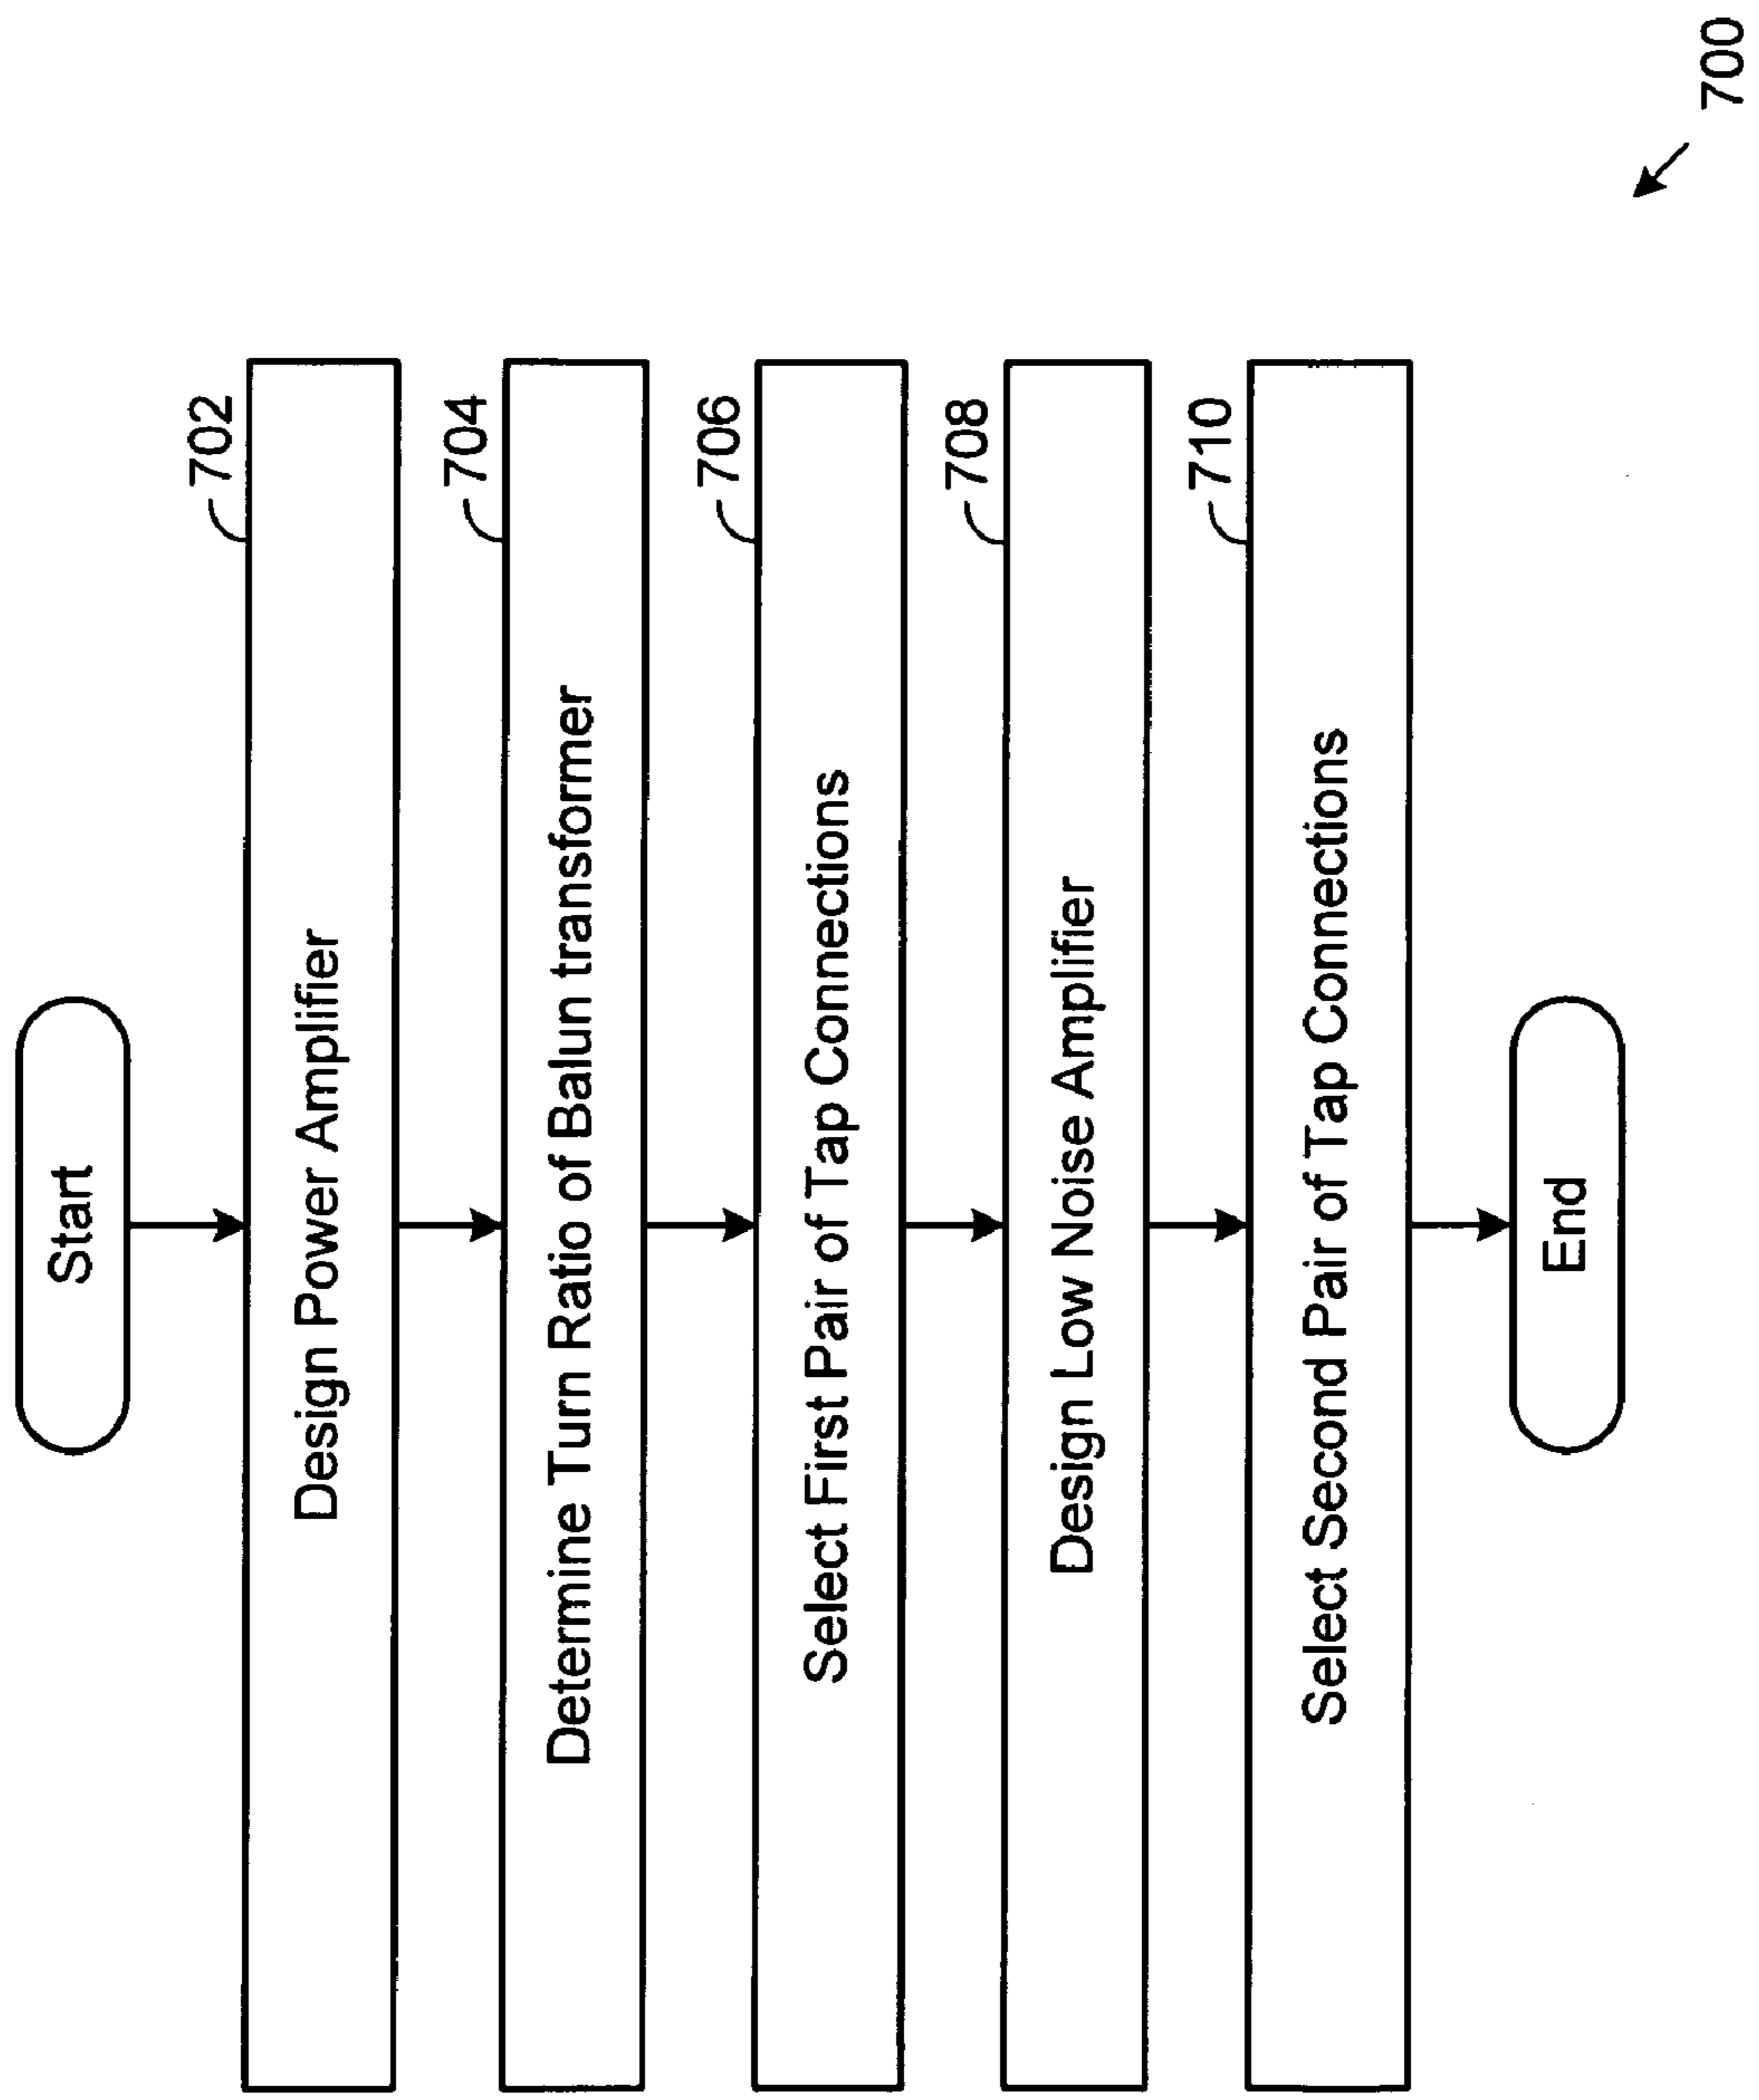 Start
702
Design Power Amplifier
704
Determine Turn Ratio of Balun transformer
706
Select First Pair of Tap Connections
708
Design Low Noise Amplifier
710
Select Second Pair of Tap Connections
End
700